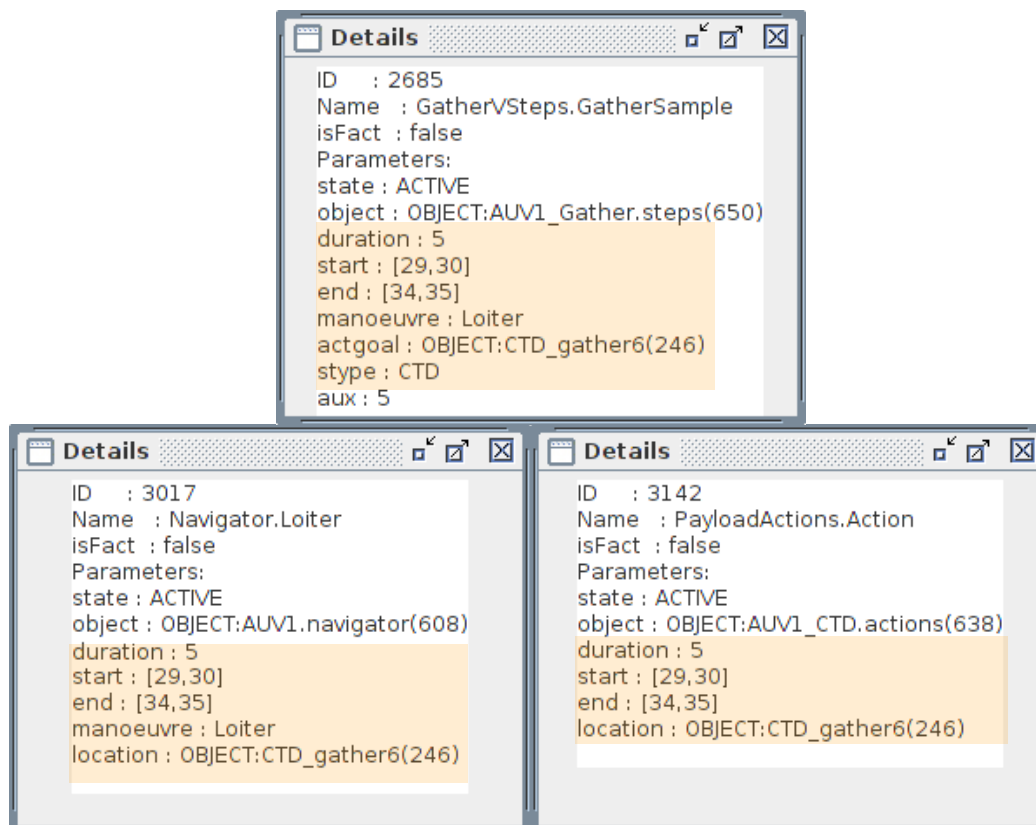 Details
ID : 2685
Name : GatherVSteps.GatherSample
isFact : false
Parameters:
state : ACTIVE
object : OBJECT:AUV1_Gather.steps(650)
duration : 5
start : [29,30]
end : [34,35]
manoeuvre : Loiter
actgoal : OBJECT:CTD_gather6(246)
stype : CTD
aux : 5
Details
ID : 3017
Name : Navigator.Loiter
isFact : false
Parameters:
state : ACTIVE
object : OBJECT:AUV1.navigator(608)
duration : 5
start : [29,30]
end : [34,35]
manoeuvre : Loiter
location : OBJECT:CTD_gather6(246)
Details
ID : 3142
Name : PayloadActions.Action
isFact : false
Parameters:
state : ACTIVE
object : OBJECT:AUV1_CTD.actions(638)
duration : 5
start : [29,30]
end : [34,35]
location : OBJECT:CTD_gather6(246)